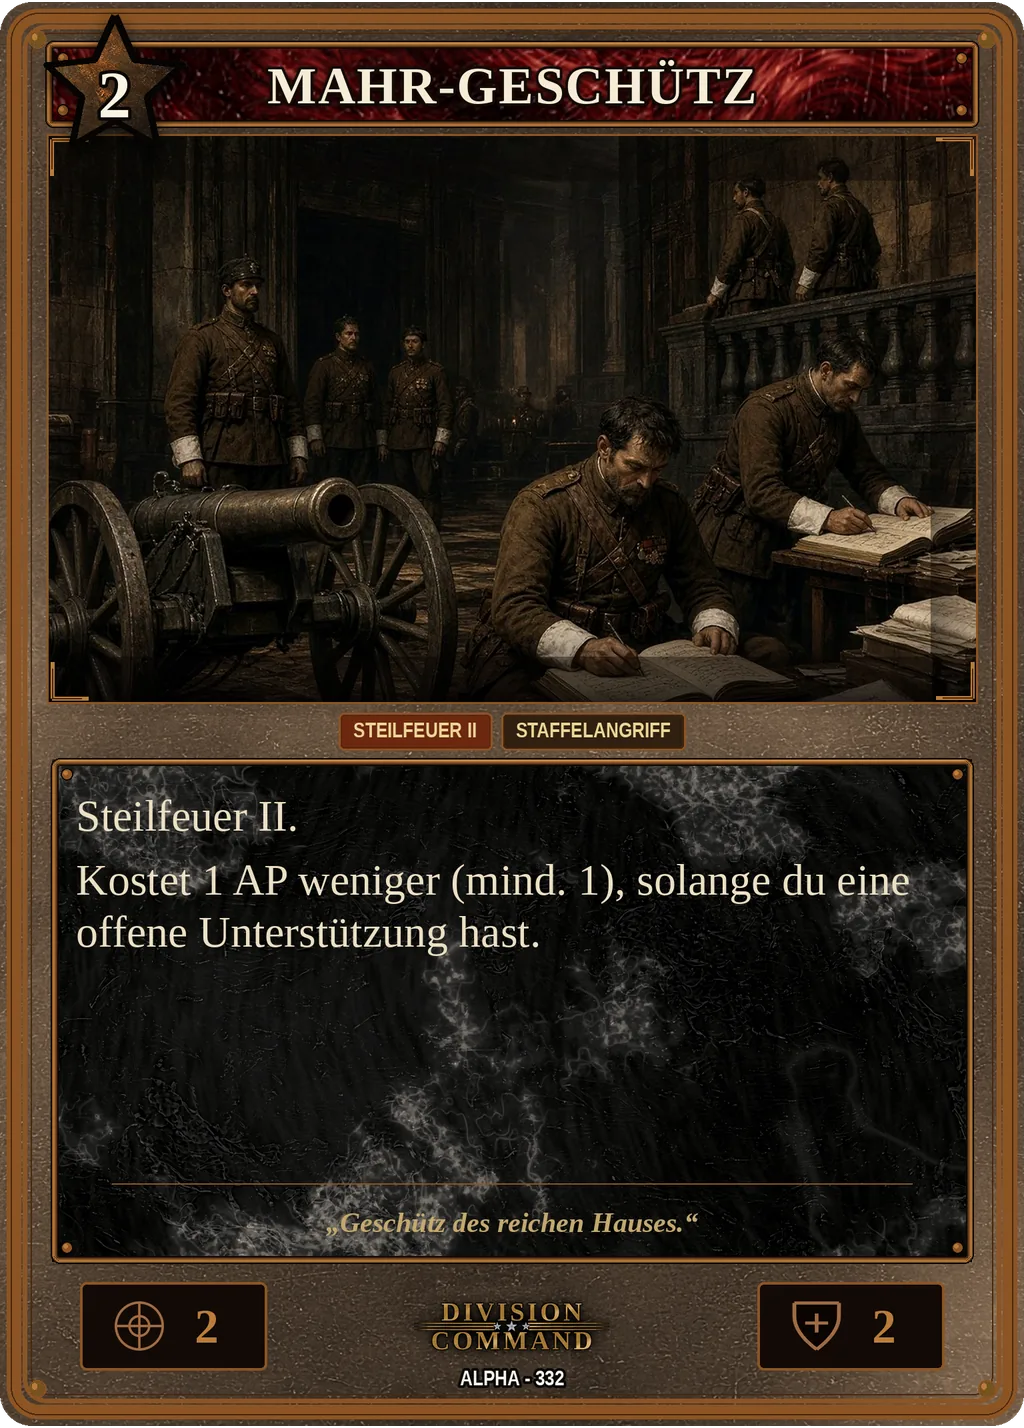 2
MAHR-GESCHÜTZ
STEILFEUER II
STAFFELANGRIFF
Steilfeuer II.
Kostet 1 AP weniger (mind. 1), solange du eine
offene Unterstützung hast.
„Geschütz des reichen Hauses.“
2
DIVISION
COMMAND
ALPHA - 332
2